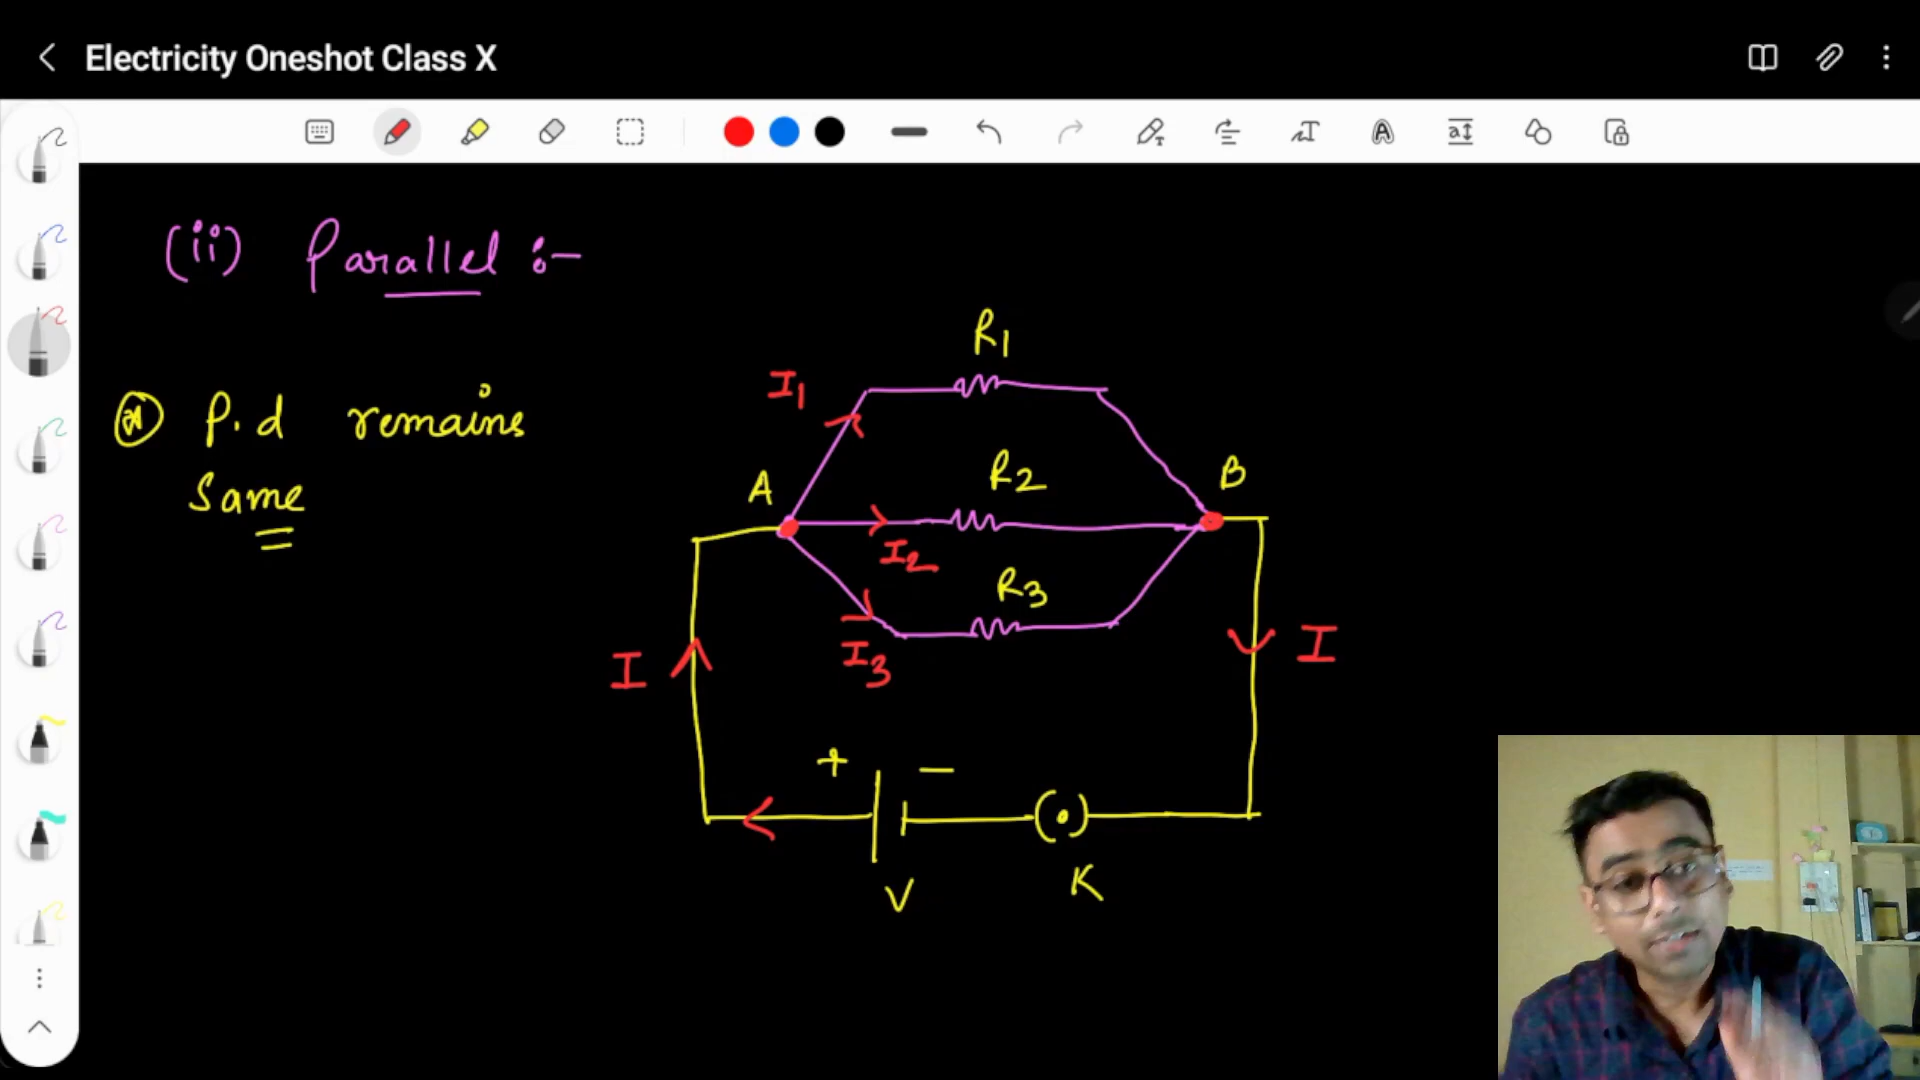 Electricity Oneshot Class X
(ii) Parallel :-
P.d remains
Same
R1
I1
A
R2
B
I2
R3
I3
I
I
+ −
V
K